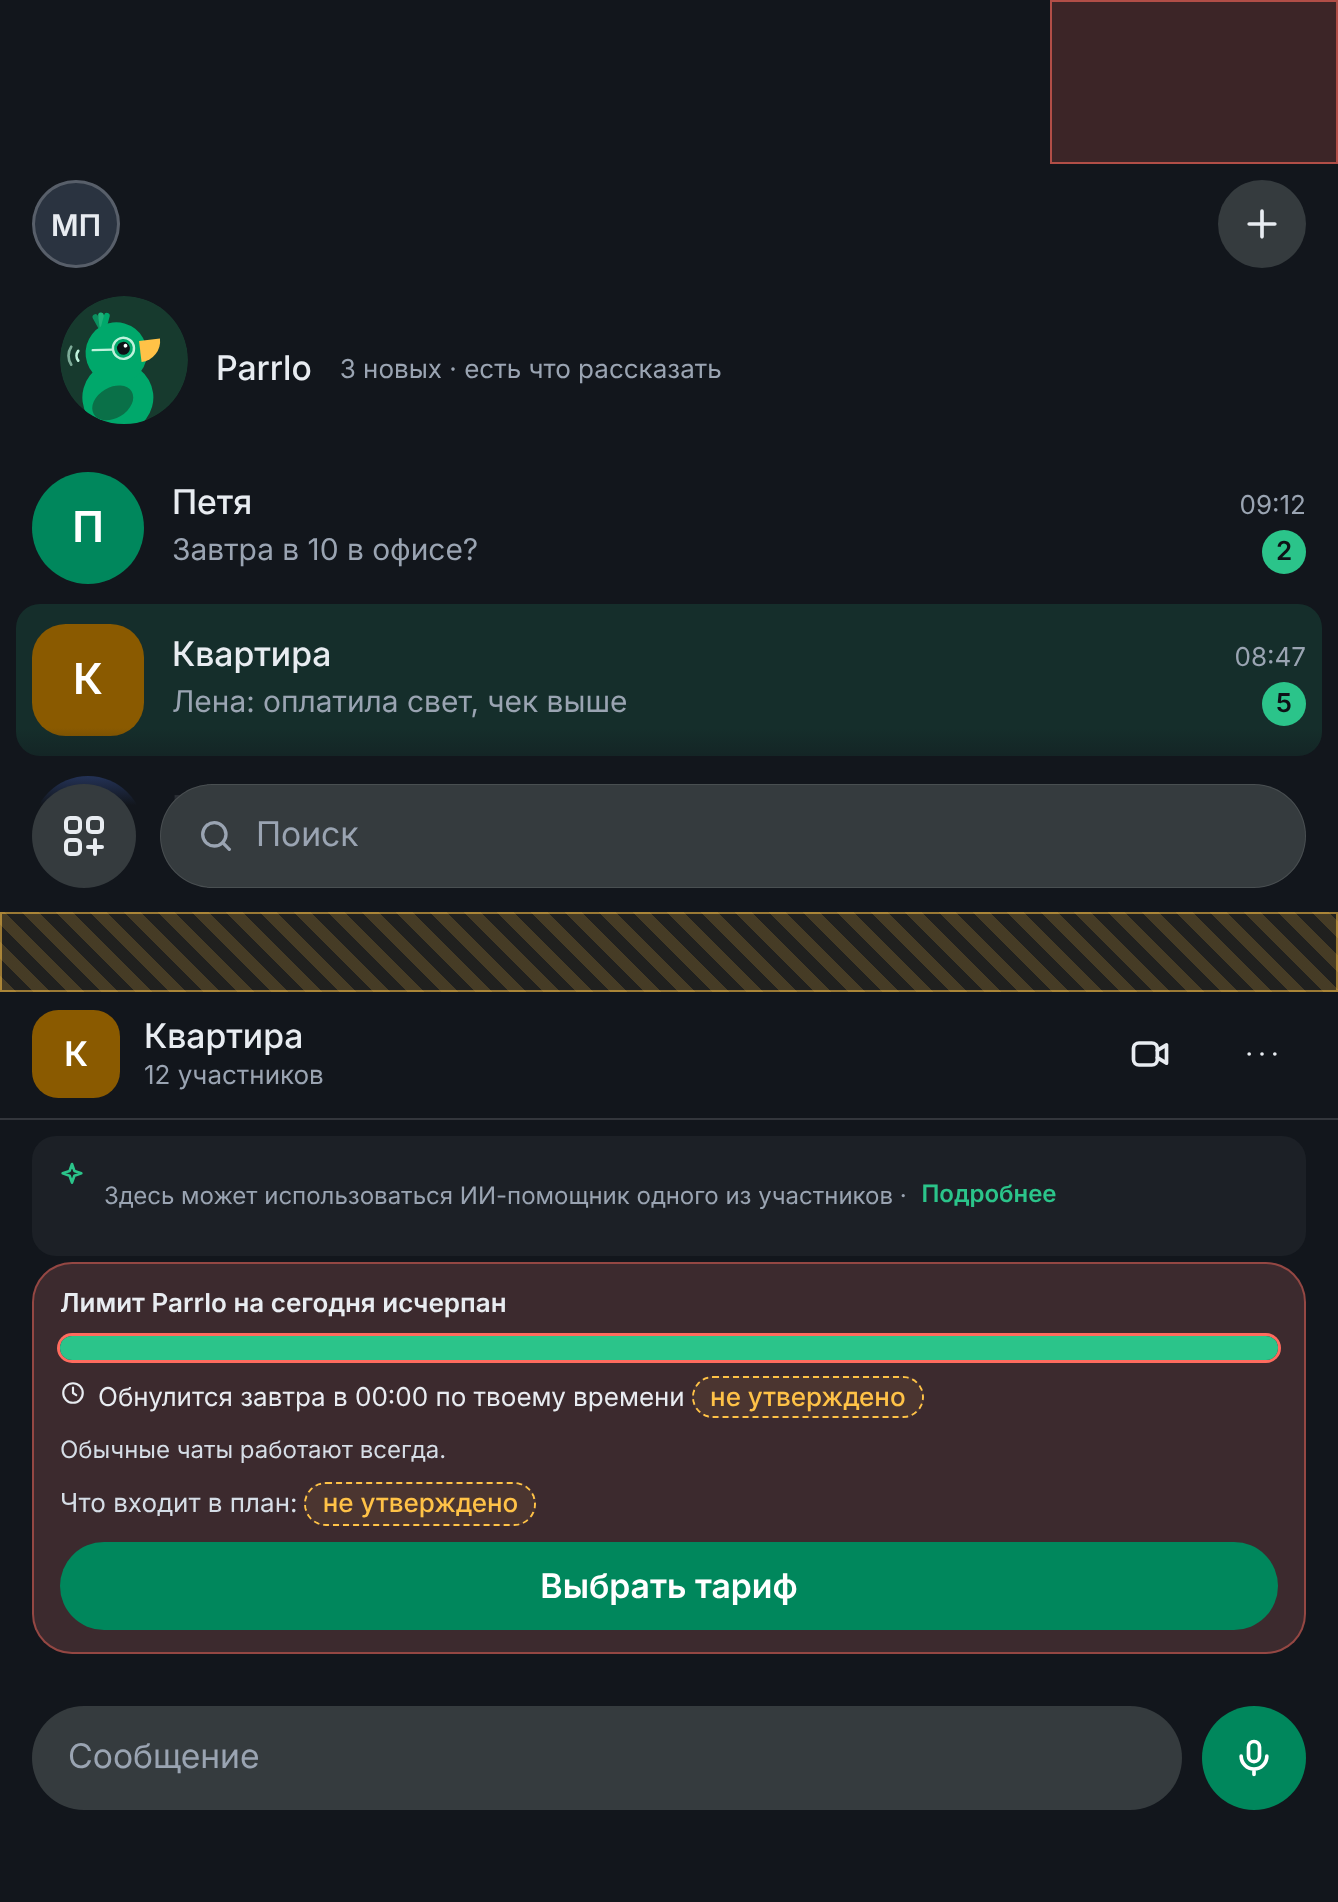 МП
Parrlo 3 новых · есть что рассказать
П
Петя 09:12
Завтра в 10 в офисе? 2
К
Квартира 08:47
Лена: оплатила свет, чек выше 5
Поиск
К
Квартира
12 участников
Здесь может использоваться ИИ-помощник одного из участников · Подробнее
Лимит Parrlo на сегодня исчерпан
Обнулится завтра в 00:00 по твоему времени не утверждено
Обычные чаты работают всегда.
Что входит в план: не утверждено
Выбрать тариф
Сообщение